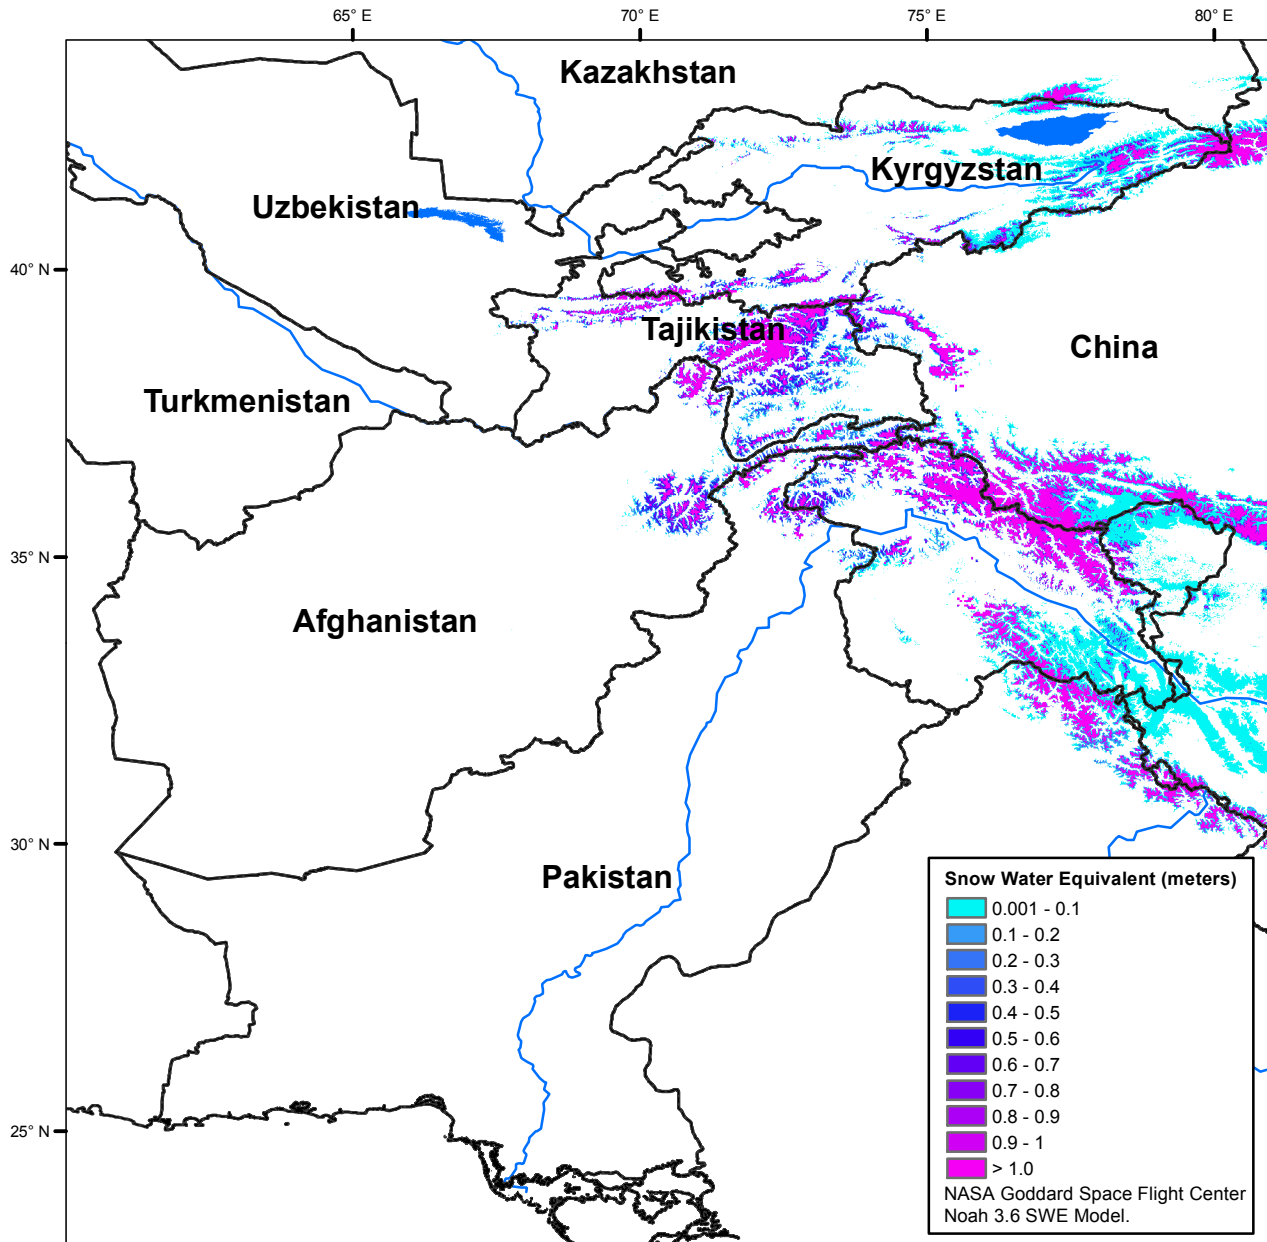 65° E
70° E
75° E
80° E
Kazakhstan
Kyrgyzstan
Uzbekistan
40° N
Tajikistan
China
Turkmenistan
35° N
Afghanistan
30° N
Pakistan
25° N
Snow Water Equivalent (meters)
0.001 - 0.1
0.1 - 0.2
0.2 - 0.3
0.3 - 0.4
0.4 - 0.5
0.5 - 0.6
0.6 - 0.7
0.7 - 0.8
0.8 - 0.9
0.9 - 1
> 1.0
NASA Goddard Space Flight Center
Noah 3.6 SWE Model.